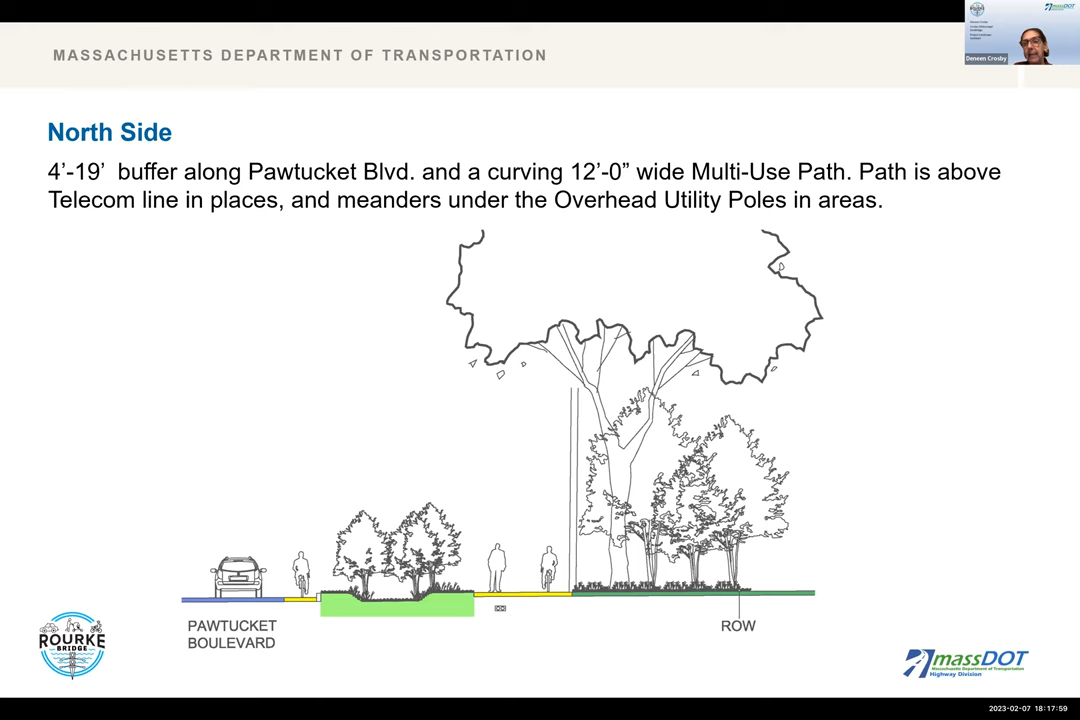 MASSACHUSETTS DEPARTMENT OF TRANSPORTATION
massDOT
Deneen Crosby
North Side
4’-19’ buffer along Pawtucket Blvd. and a curving 12’-0” wide Multi-Use Path. Path is above
Telecom line in places, and meanders under the Overhead Utility Poles in areas.
PAWTUCKET
BOULEVARD
ROW
ROURKE
BRIDGE
massDOT
Massachusetts Department of Transportation
Highway Division
2023-02-07 18:17:59